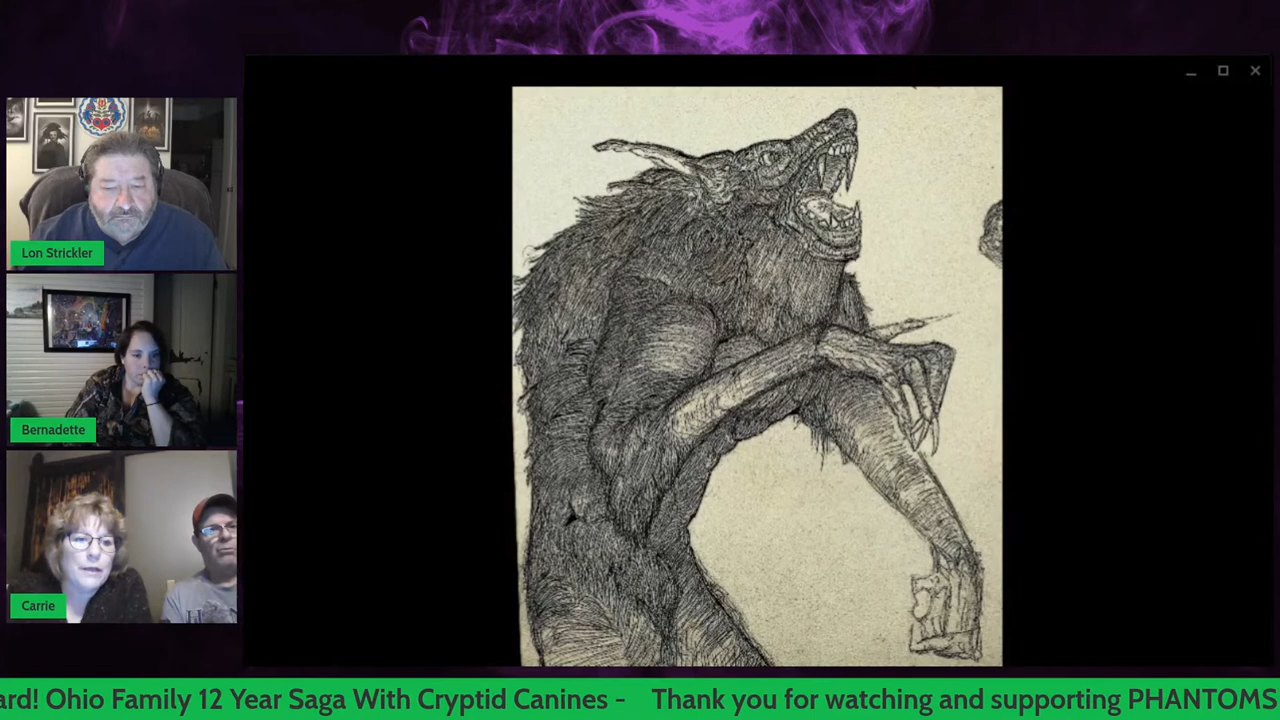 Lon Strickler
Bernadette
Carrie
ard! Ohio Family 12 Year Saga With Cryptid Canines - Thank you for watching and supporting PHANTOMS